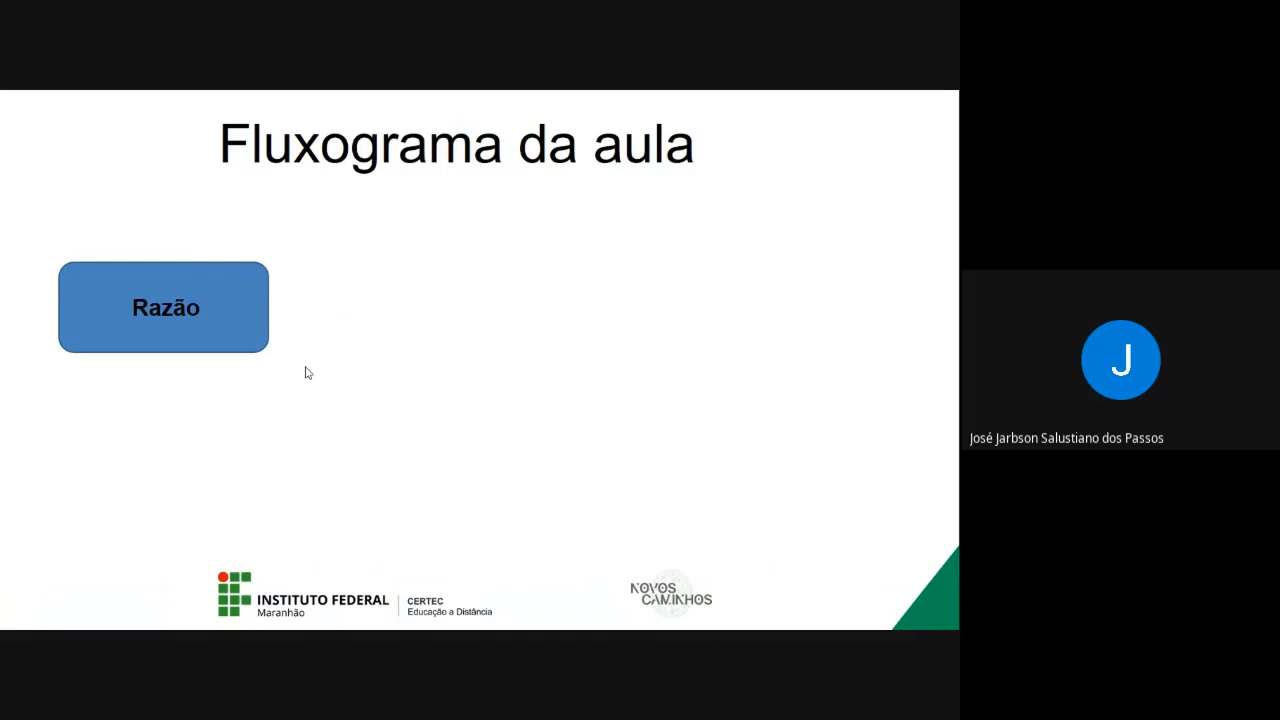 Fluxograma da aula
Razão
J
José Jarbson Salustiano dos Passos
INSTITUTO FEDERAL
Maranhão
CERTEC
Educação a Distância
NOVOS
CAMINHOS